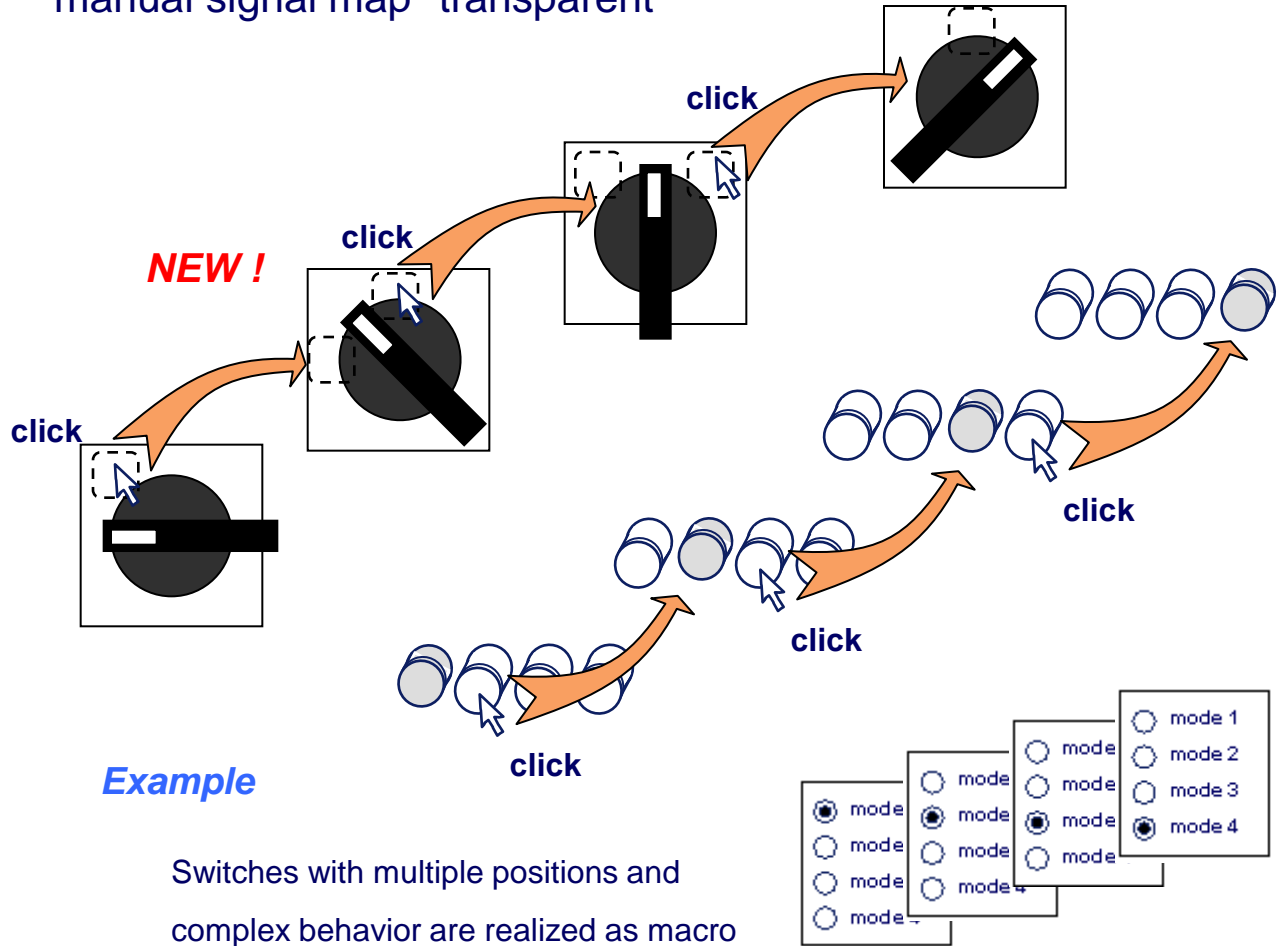 manual signal map “transparent”
click
click
NEW !
click
click
click
click
Example
mode 1
mode 2
mode 3
mode 4
mode
mode
mode
mode
mode
mode
mode
mode
mode
mode
mode
Switches with multiple positions and
complex behavior are realized as macro